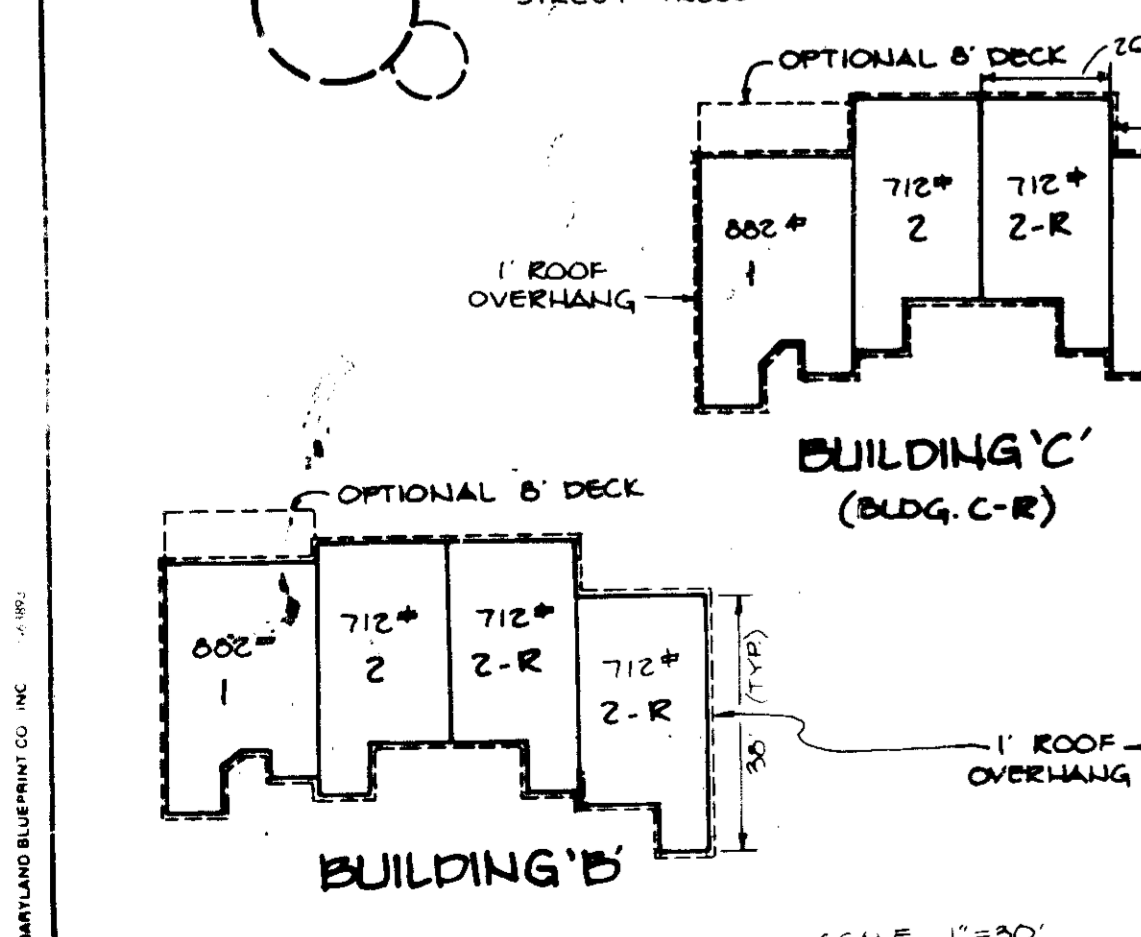 OPTIONAL 8' DECK
1' ROOF
OVERHANG
882#
1
712#
2
712#
2-R
BUILDING 'C'
(BLDG. C-R)
OPTIONAL 8' DECK
882
1
712#
2
712#
2-R
712#
2-R
38' (TYP.)
1' ROOF
OVERHANG
BUILDING 'B'
1"=30'
MARYLAND BLUEPRINT CO INC